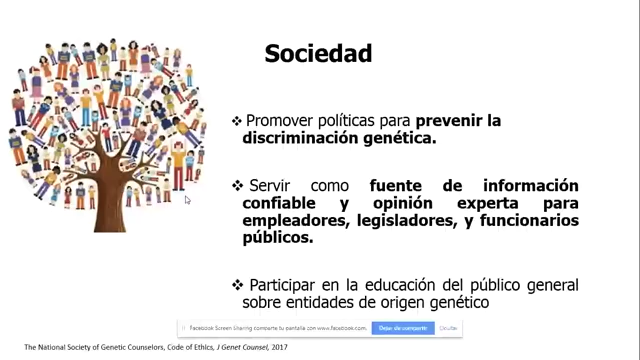 Sociedad
❖ Promover políticas para prevenir la
discriminación genética.
❖ Servir como fuente de información
confiable y opinión experta para
empleadores, legisladores, y funcionarios
públicos.
❖ Participar en la educación del público general
sobre entidades de origen genético
Facebook Screen Sharing comparte tu pantalla con www.facebook.com. Dejar de compartir Ocultar
The National Society of Genetic Counselors, Code of Ethics, J Genet Counsel, 2017